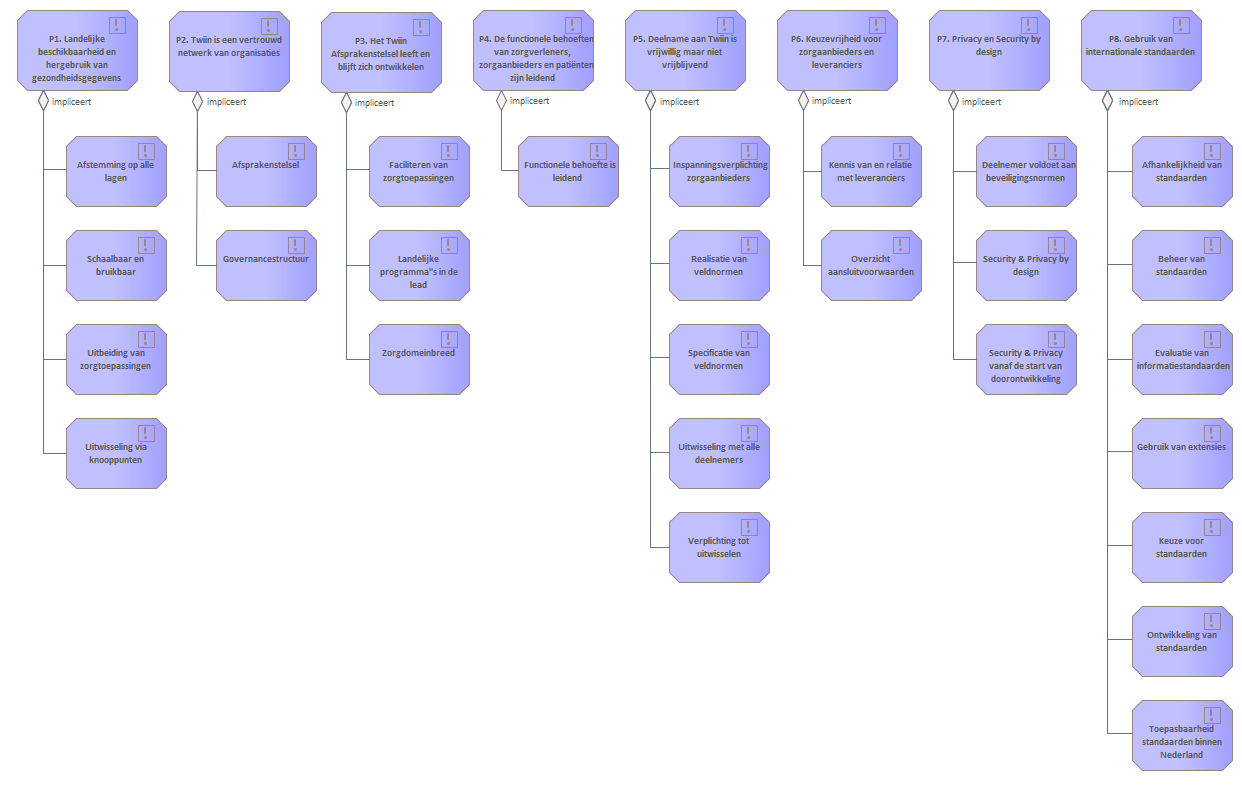 P1. Landelijke
beschikbaarheid en
hergebruik van
gezondheidsgegevens
impliceert
Afstemming op alle
lagen
Schaalbaar en
bruikbaar
Uitbeiding van
zorgtoepassingen
Uitwisseling via
knooppunten
P2. Twiin is een vertrouwd
netwerk van organisaties
impliceert
Afsprakenstelsel
Governancestructuur
P3. Het Twiin
Afsprakenstelsel leeft en
blijft zich ontwikkelen
impliceert
Faciliteren van
zorgtoepassingen
Landelijke
programma"s in de
lead
Zorgdomeinbreed
P4. De functionele behoeften
van zorgverleners,
zorgaanbieders en patiënten
zijn leidend
impliceert
Functionele behoefte is
leidend
P5. Deelname aan Twiin is
vrijwillig maar niet
vrijblijvend
impliceert
Inspanningsverplichting
zorgaanbieders
Realisatie van
veldnormen
Specificatie van
veldnormen
Uitwisseling met alle
deelnemers
Verplichting tot
uitwisselen
P6. Keuzevrijheid voor
zorgaanbieders en
leveranciers
impliceert
Kennis van en relatie
met leveranciers
Overzicht
aansluitvoorwaarden
P7. Privacy en Security by
design
impliceert
Deelnemer voldoet aan
beveiligingsnormen
Security & Privacy by
design
Security & Privacy
vanaf de start van
doorontwikkeling
P8. Gebruik van
internationale standaarden
impliceert
Afhankelijkheid van
standaarden
Beheer van
standaarden
Evaluatie van
informatiestandaarden
Gebruik van extensies
Keuze voor
standaarden
Ontwikkeling van
standaarden
Toepasbaarheid
standaarden binnen
Nederland